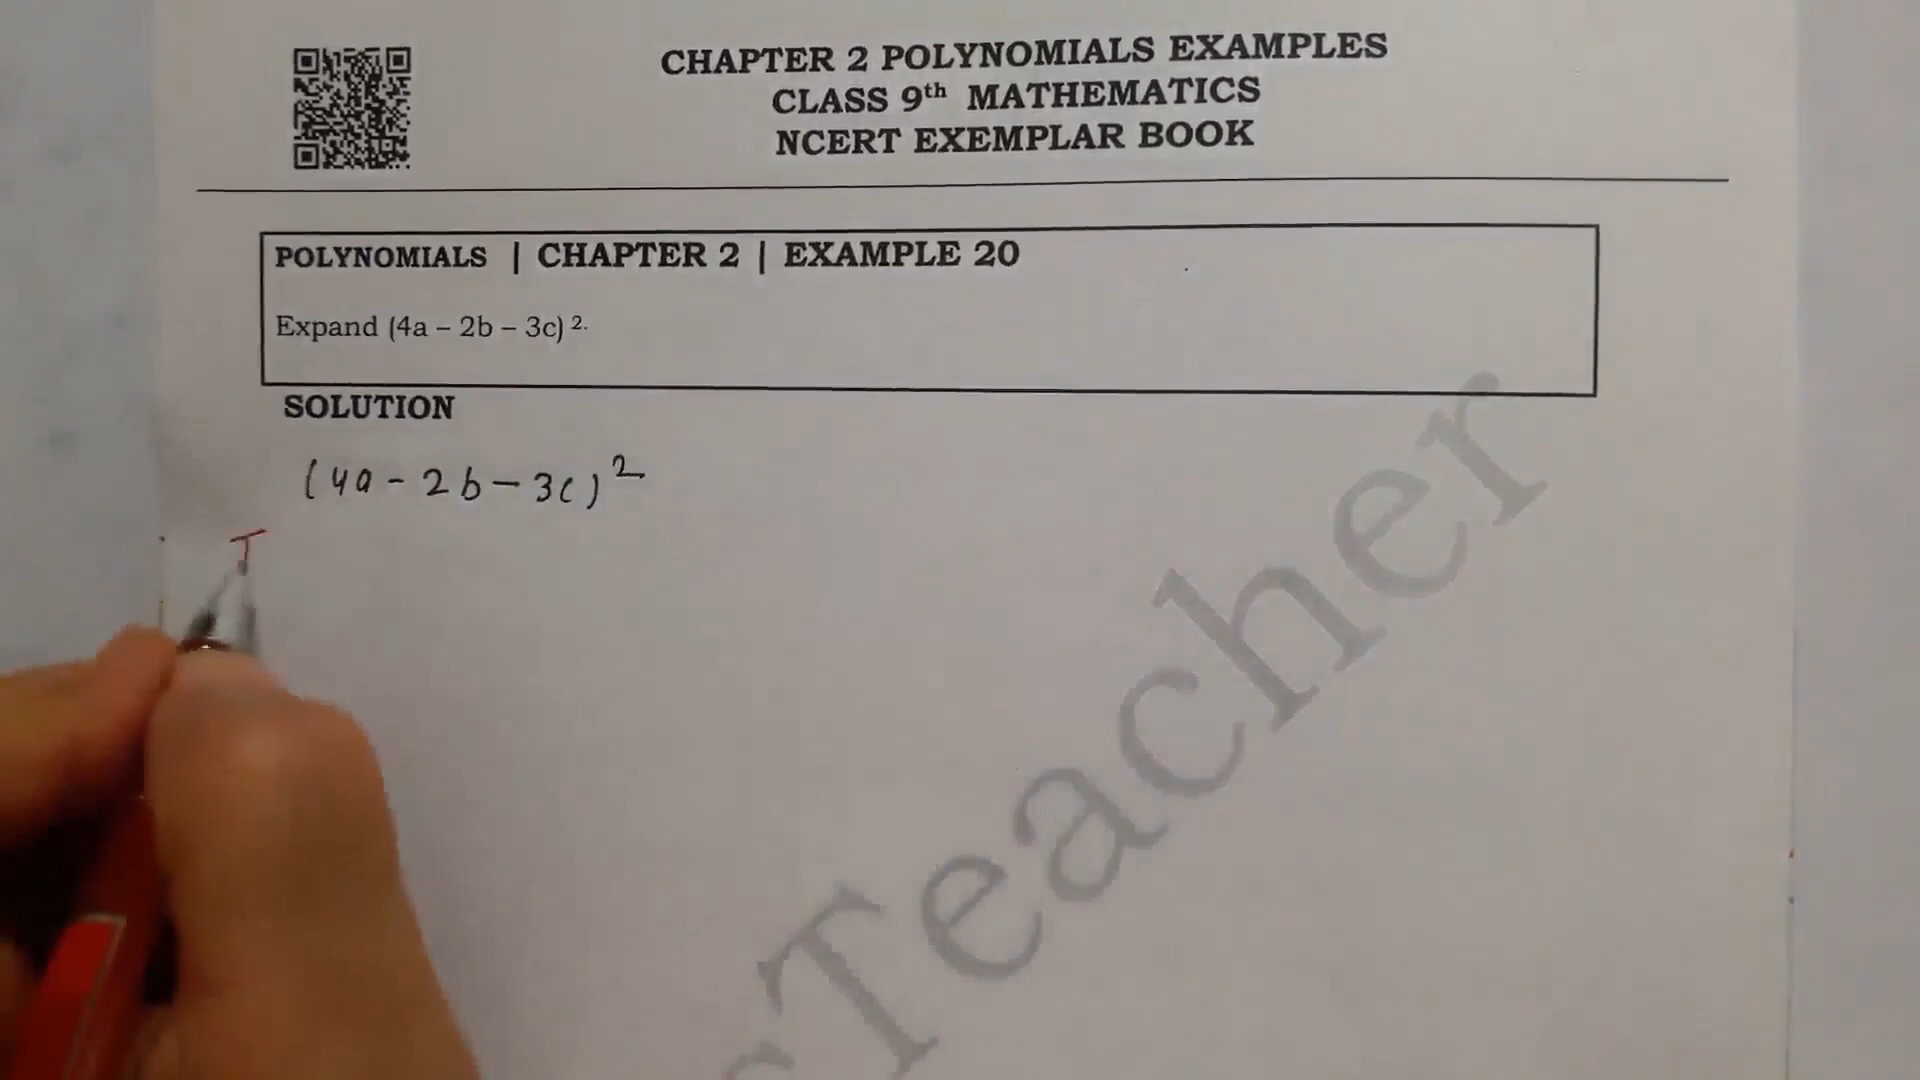 CHAPTER 2 POLYNOMIALS EXAMPLES
CLASS 9th MATHEMATICS
NCERT EXEMPLAR BOOK
POLYNOMIALS | CHAPTER 2 | EXAMPLE 20
Expand (4a – 2b – 3c) 2.
SOLUTION
(4a - 2b - 3c)²
T
Teacher